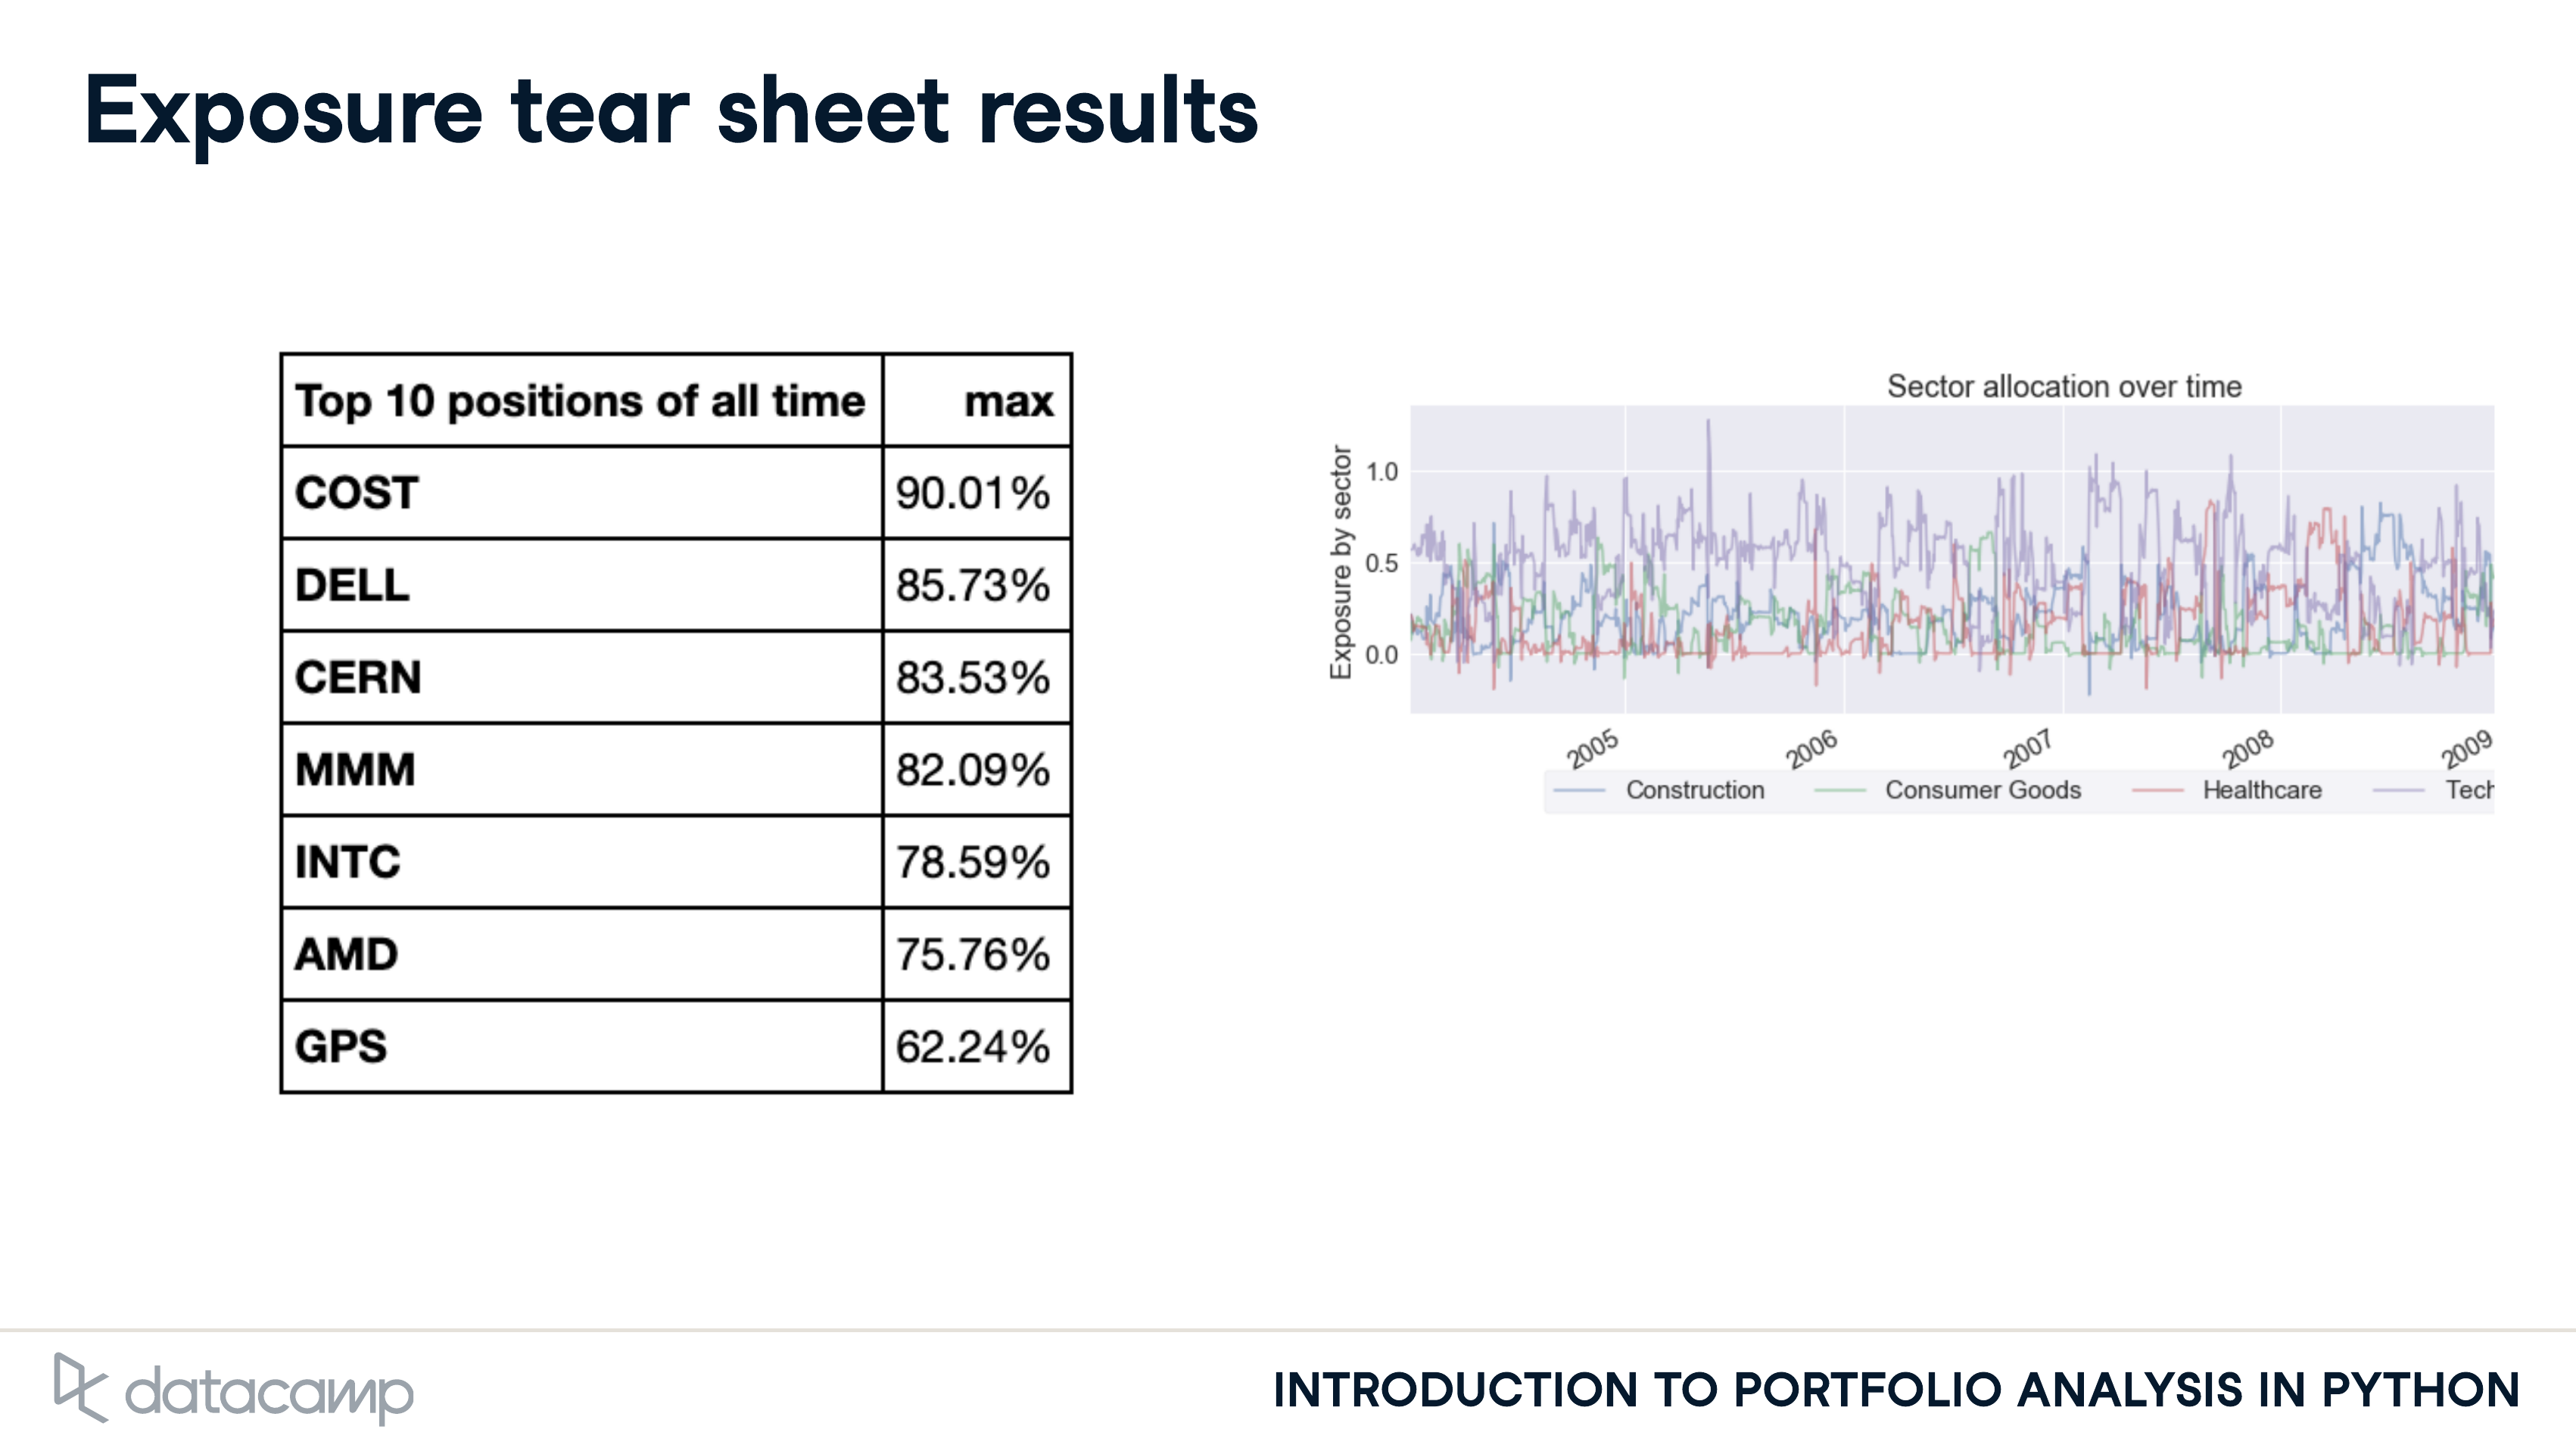 Exposure tear sheet results
Top 10 positions of all time max
COST 90.01%
DELL 85.73%
CERN 83.53%
MMM 82.09%
INTC 78.59%
AMD 75.76%
GPS 62.24%
Sector allocation over time
Exposure by sector
1.0
0.5
0.0
2005 2006 2007 2008 2009
Construction Consumer Goods Healthcare Tech
datacamp
INTRODUCTION TO PORTFOLIO ANALYSIS IN PYTHON